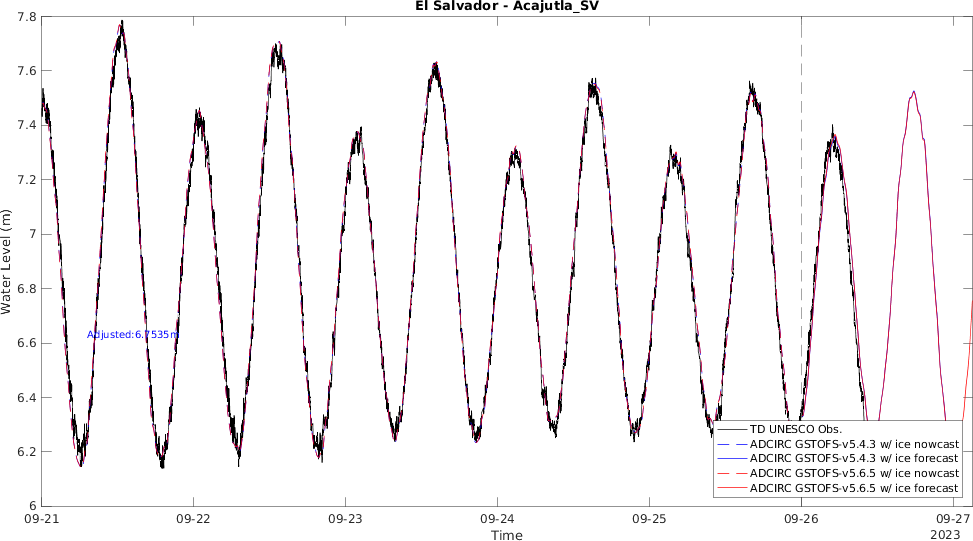 El Salvador - Acajutla_SV
7.8
7.6
7.4
7.2
7
6.8
6.6
6.4
6.2
6
Water Level (m)
Adjusted:6.7535m
TD UNESCO Obs.
ADCIRC GSTOFS-v5.4.3 w/ ice nowcast
ADCIRC GSTOFS-v5.4.3 w/ ice forecast
ADCIRC GSTOFS-v5.6.5 w/ ice nowcast
ADCIRC GSTOFS-v5.6.5 w/ ice forecast
09-21 09-22 09-23 09-24 09-25 09-26 09-27
Time
2023